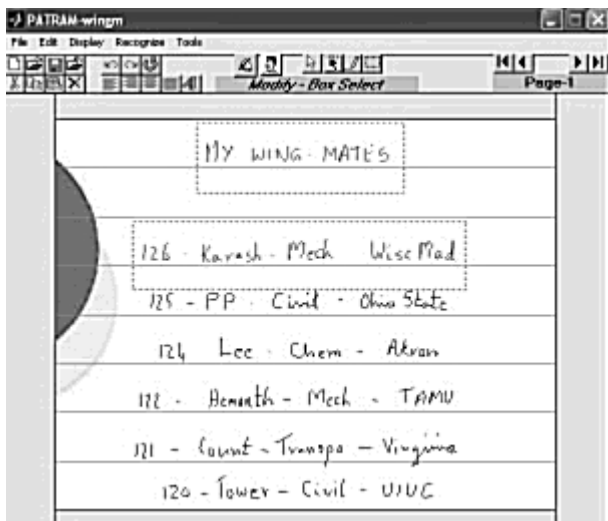 PATRAM-wingm
File Edit Display Recognize Tools
Modify - Box Select
Page-1
MY WING - MATES
126 - Karash - Mech WiscMad
125 - PP - Civil - Ohio State
124 Lee - Chem - Akron
122 - Hemanth - Mech - TAMU
121 - Count - Transpo - Virginia
120 - Tower - Civil - UIUC